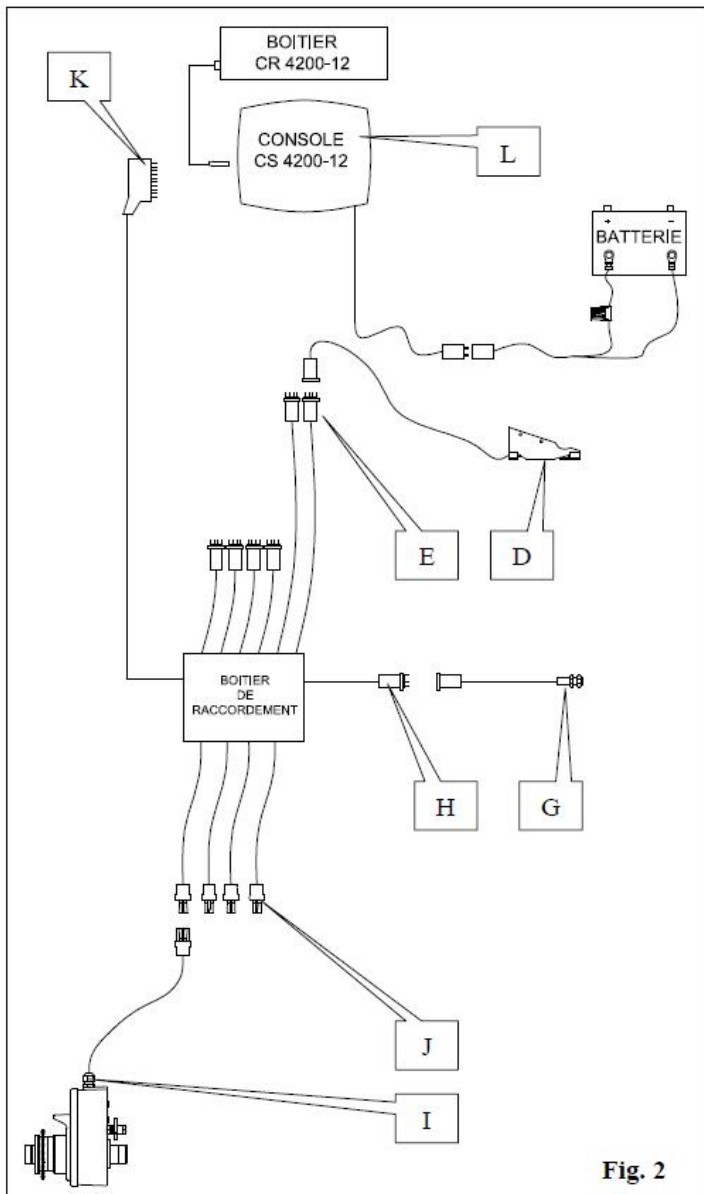 BOITIER
CR 4200-12
K
CONSOLE
CS 4200-12
L
+ -
BATTERIE
E
D
BOITIER
DE
RACCORDEMENT
H
G
J
I
Fig. 2